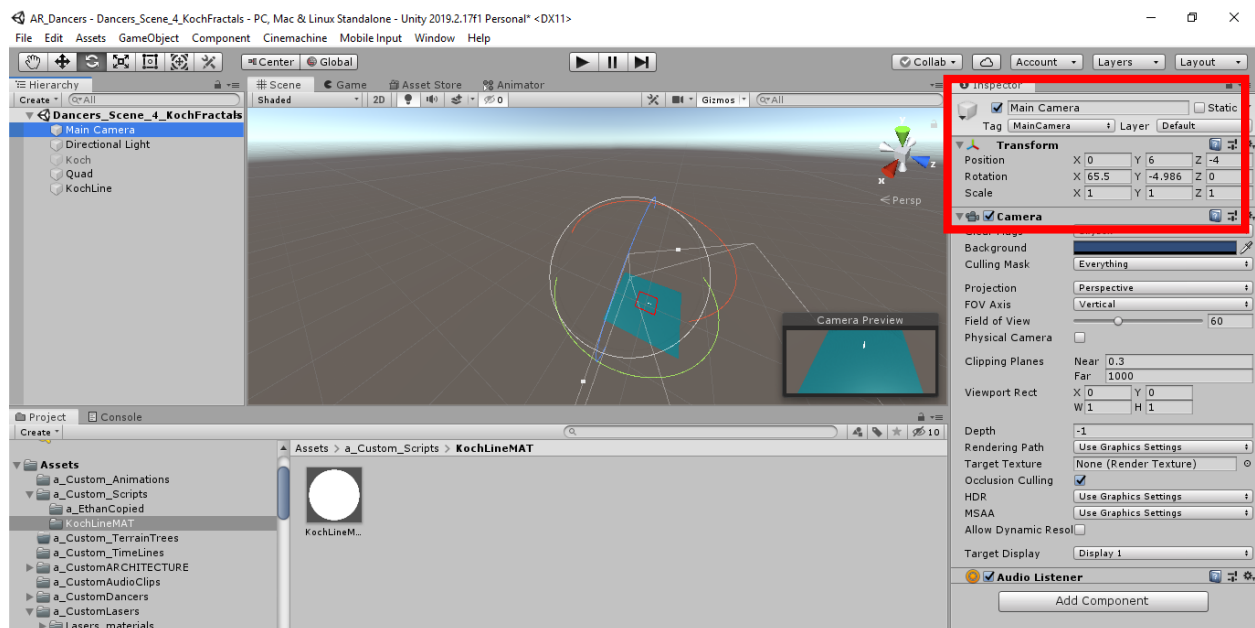 AR_Dancers - Dancers_Scene_4_KochFractals - PC, Mac & Linux Standalone - Unity 2019.2.17f1 Personal* <DX11>
File Edit Assets GameObject Component Cinemachine Mobile Input Window Help
Center Global Collab Account Layers Layout
Hierarchy
Create All
Dancers_Scene_4_KochFractals
Main Camera
Directional Light
Koch
Quad
KochLine
Scene Game Asset Store Animator
Shaded 2D 0 Gizmos All
y
x
z
Persp
Camera Preview
Inspector
Main Camera Static
Tag MainCamera Layer Default
Transform
Position X 0 Y 6 Z -4
Rotation X 65.5 Y -4.986 Z 0
Scale X 1 Y 1 Z 1
Camera
Background
Culling Mask Everything
Projection Perspective
FOV Axis Vertical
Field of View 60
Physical Camera
Clipping Planes Near 0.3
Far 1000
Viewport Rect X 0 Y 0
W 1 H 1
Depth -1
Rendering Path Use Graphics Settings
Target Texture None (Render Texture)
Occlusion Culling
HDR Use Graphics Settings
MSAA Use Graphics Settings
Allow Dynamic Resol
Target Display Display 1
Audio Listener
Add Component
Project Console
Create 10
Assets
a_Custom_Animations
a_Custom_Scripts
a_EthanCopied
KochLineMAT
a_Custom_TerrainTrees
a_Custom_TimeLines
a_CustomARCHITECTURE
a_CustomAudioClips
a_CustomDancers
a_CustomLasers
Lasers_materials
Assets > a_Custom_Scripts > KochLineMAT
KochLineM...